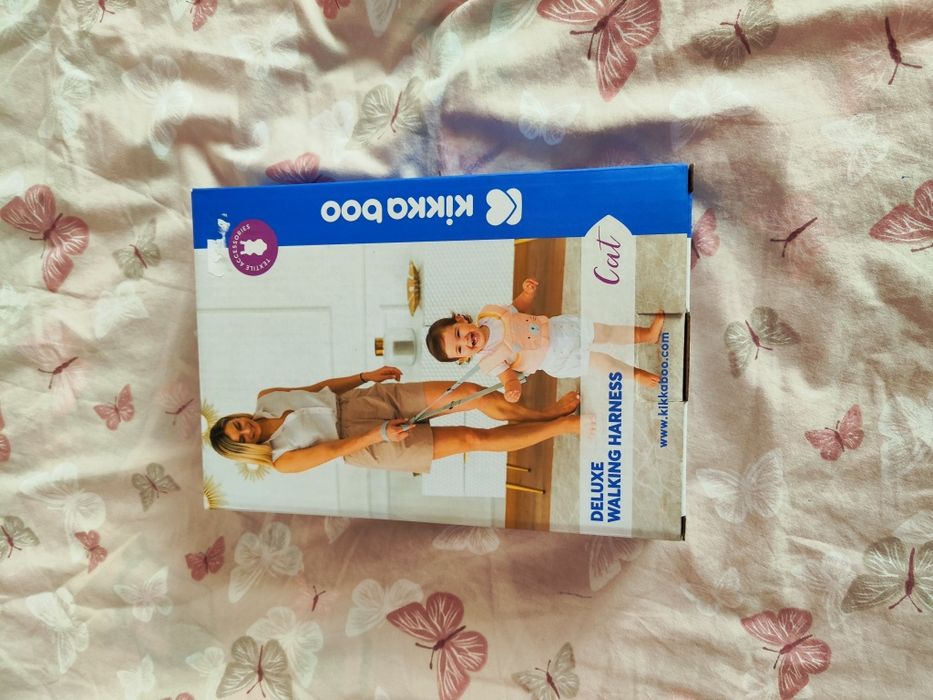 kikka boo
TEXTILE ACCESSORIES
Cat
DELUXE
WALKING HARNESS
www.kikkaboo.com